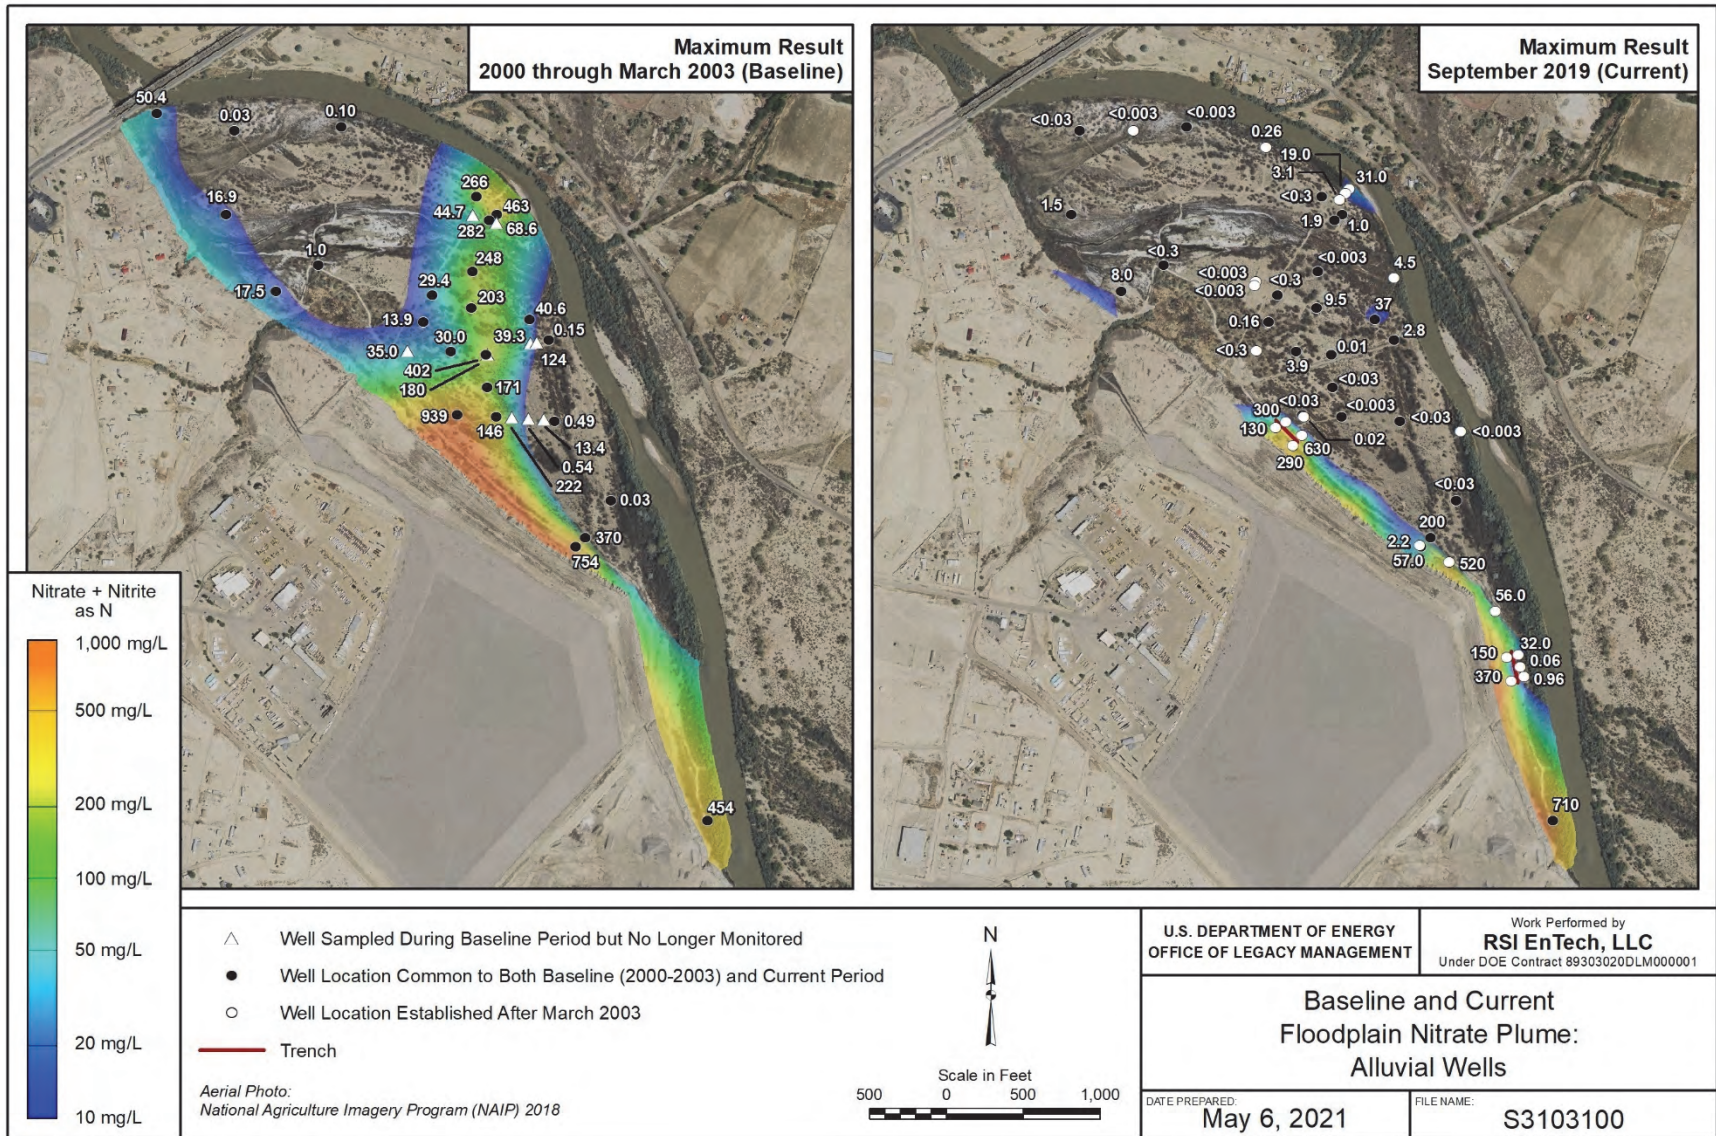 Maximum Result
2000 through March 2003 (Baseline)
50.4
0.03
0.10
16.9
266
463
44.7
282
68.6
1.0
248
17.5
29.4
203
40.6
13.9
0.15
30.0
39.3
35.0
124
402
180
171
939
146
0.49
13.4
0.54
222
0.03
370
754
454
Maximum Result
September 2019 (Current)
<0.03
<0.003
<0.003
0.26
19.0
31.0
3.1
<0.3
1.5
1.9
1.0
<0.3
<0.003
4.5
8.0
<0.003
<0.3
<0.003
9.5
37
0.16
2.8
<0.3
0.01
3.9
<0.03
<0.03
<0.003
<0.03
300
130
0.02
<0.003
630
290
<0.03
200
2.2
57.0
520
56.0
32.0
150
0.06
370
0.96
710
Nitrate + Nitrite
as N
1,000 mg/L
500 mg/L
200 mg/L
100 mg/L
50 mg/L
20 mg/L
10 mg/L
Well Sampled During Baseline Period but No Longer Monitored
Well Location Common to Both Baseline (2000-2003) and Current Period
Well Location Established After March 2003
Trench
Aerial Photo:
National Agriculture Imagery Program (NAIP) 2018
N
Scale in Feet
500 0 500 1,000
U.S. DEPARTMENT OF ENERGY
OFFICE OF LEGACY MANAGEMENT
Work Performed by
RSI EnTech, LLC
Under DOE Contract 89303020DLM000001
Baseline and Current
Floodplain Nitrate Plume:
Alluvial Wells
DATE PREPARED:
May 6, 2021
FILE NAME:
S3103100